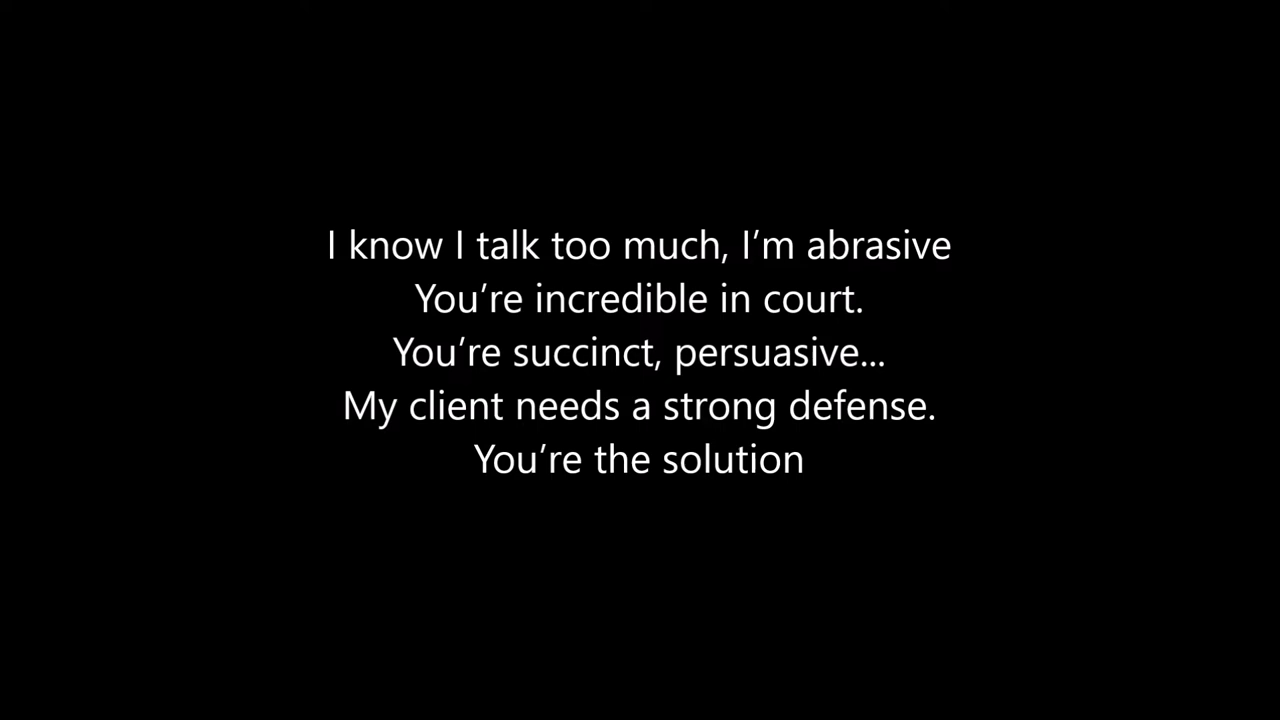 I know I talk too much, I’m abrasive
You’re incredible in court.
You’re succinct, persuasive...
My client needs a strong defense.
You’re the solution